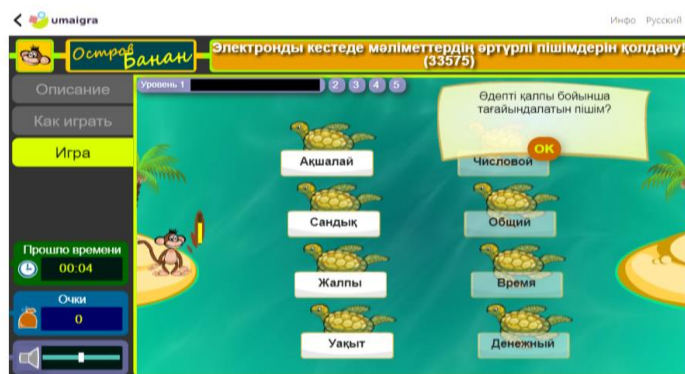 umaigra
Инфо Русский
Остров Банан
Электронды кестеде мәліметтердің әртүрлі пішімдерін қолдану!
(33575)
Описание
Как играть
Игра
Уровень 1 2 3 4 5
Әдепті қалпы бойынша
тағайындалатын пішім?
OK
Ақшалай
Числовой
Сандық
Общий
Жалпы
Время
Уақыт
Денежный
Прошло времени
00:04
Очки
0